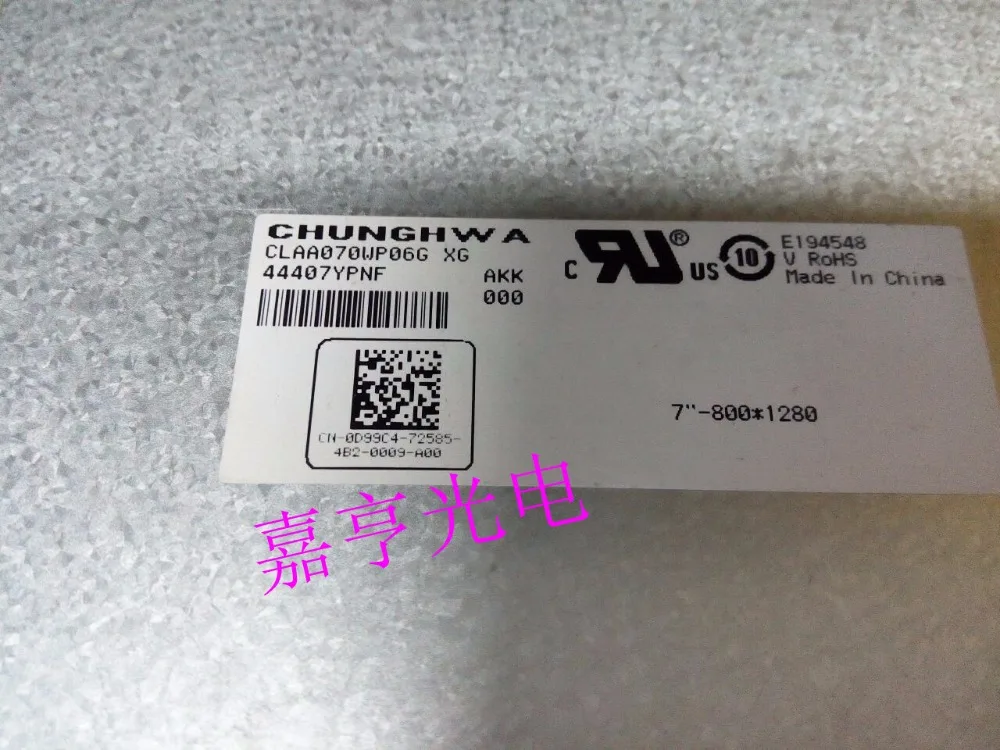 CHUNGHWA
CLAA070WP06G XG
44407YPNF AKK
000
C RU ® US 10
E194548
V RoHS
Made In China
7"-800*1280
CN-0D99C4-72585-
4B2-0009-A00
嘉亨光电